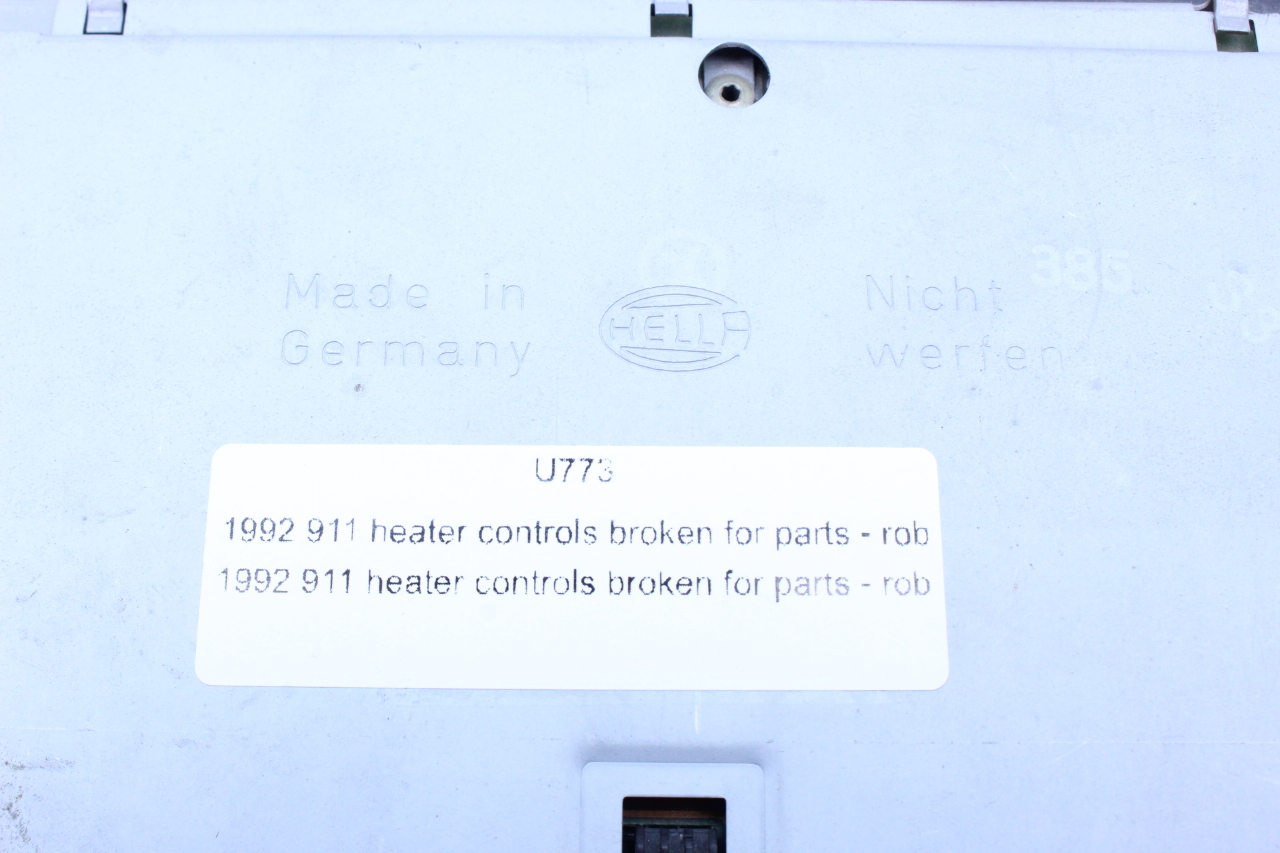 Made in
Germany
HELLA
Nicht
werfen
385
U773
1992 911 heater controls broken for parts - rob
1992 911 heater controls broken for parts - rob